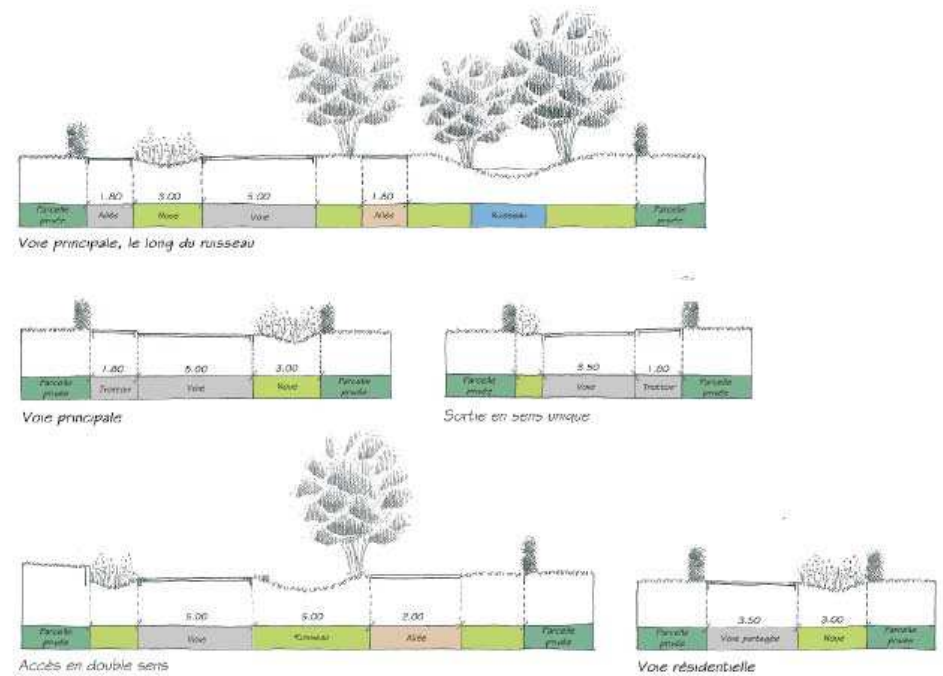 1.80 3.00 5.00 1.80
Parcelle privée Allée Noue Voie Allée Ruisseau Parcelle privée
Voie principale, le long du ruisseau
1.80 5.00 3.00
Parcelle privée Trottoir Voie Noue Parcelle privée
Voie principale
3.50 1.80
Parcelle privée Voie Trottoir Parcelle privée
Sortie en sens unique
5.00 5.00 2.00
Parcelle privée Voie Ruisseau Allée Parcelle privée
Accès en double sens
3.50 3.00
Parcelle privée Voie partagée Noue Parcelle privée
Voie résidentielle